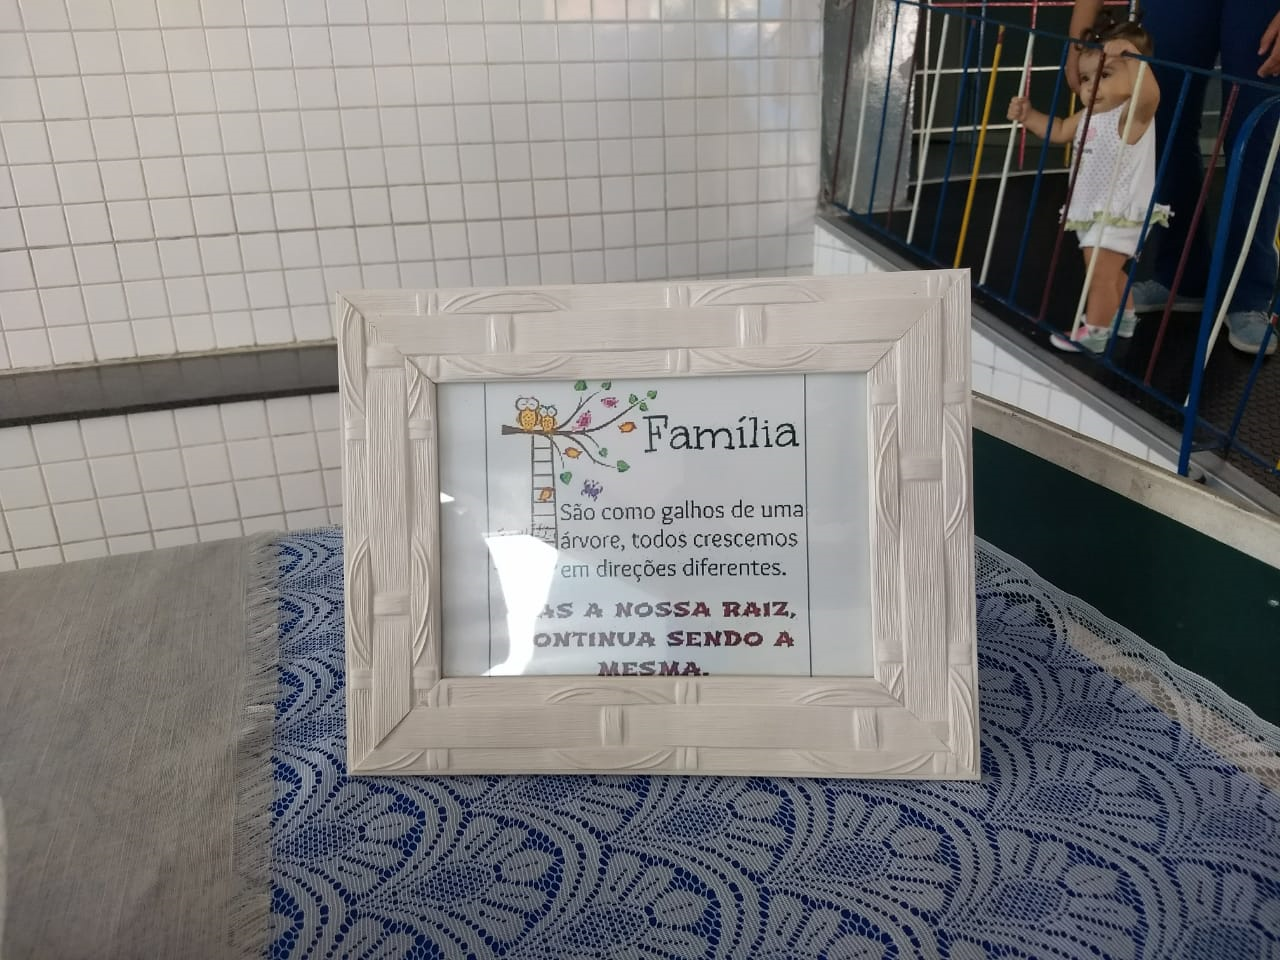 Família
São como galhos de uma
árvore, todos crescemos
em direções diferentes.
A NOSSA RAIZ,
SENDO A
MESMA.